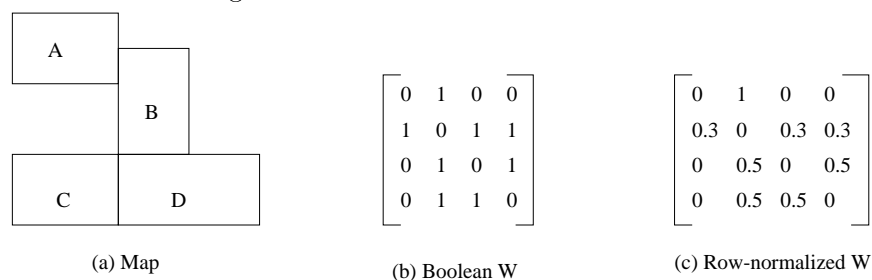 A
B
C
D
0 1 0 0
1 0 1 1
0 1 0 1
0 1 1 0
0 1 0 0
0.3 0 0.3 0.3
0 0.5 0 0.5
0 0.5 0.5 0
(a) Map
(b) Boolean W
(c) Row-normalized W